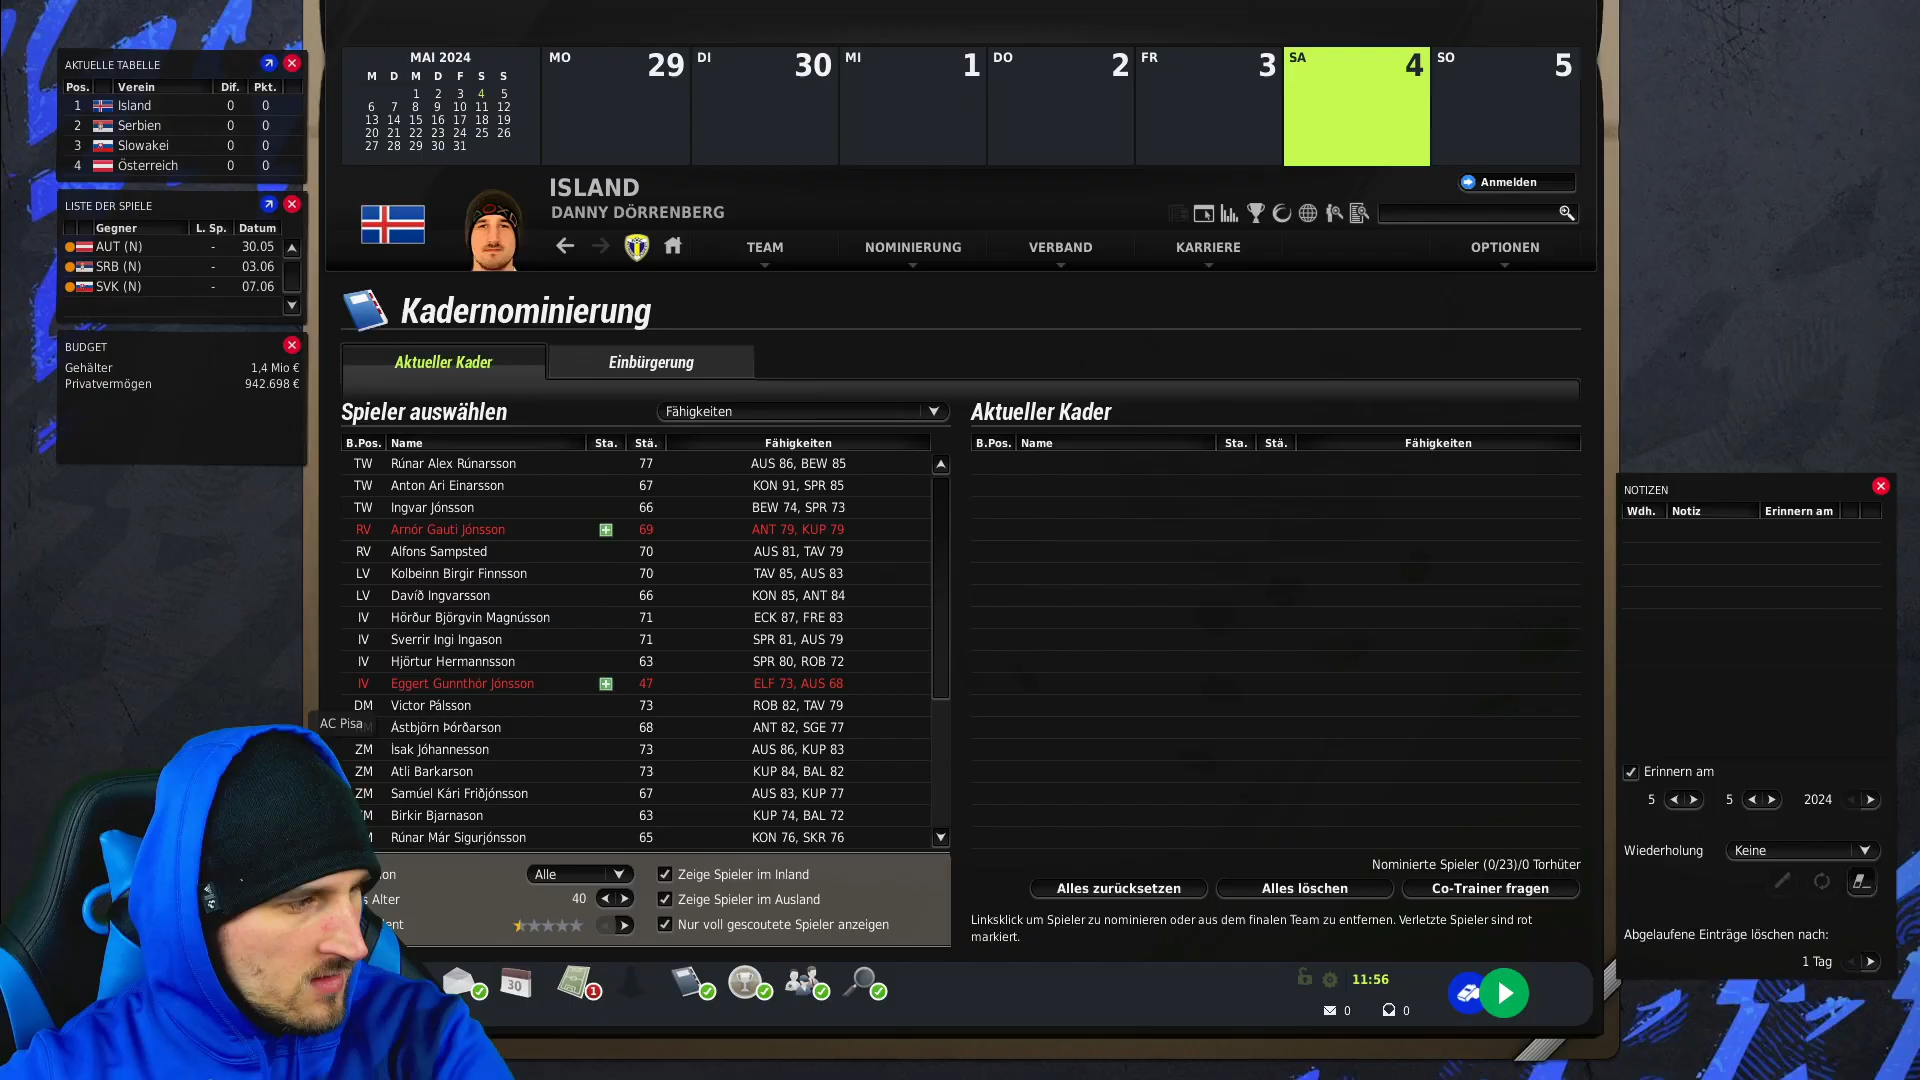 AKTUELLE TABELLE
Pos. Verein Dif. Pkt.
1 Island 0 0
2 Serbien 0 0
3 Slowakei 0 0
4 Österreich 0 0
LISTE DER SPIELE
Gegner L. Sp. Datum
AUT (N) - 30.05
SRB (N) - 03.06
SVK (N) - 07.06
BUDGET
Gehälter 1,4 Mio €
Privatvermögen 942.698 €
MAI 2024
M D M D F S S
1 2 3 4 5
6 7 8 9 10 11 12
13 14 15 16 17 18 19
20 21 22 23 24 25 26
27 28 29 30 31
MO 29 DI 30 MI 1 DO 2 FR 3 SA 4 SO 5
ISLAND
DANNY DÖRRENBERG
Anmelden
TEAM NOMINIERUNG VERBAND KARRIERE OPTIONEN
Kadernominierung
Aktueller Kader Einbürgerung
Spieler auswählen Fähigkeiten
B.Pos. Name Sta. Stä. Fähigkeiten
TW Rúnar Alex Rúnarsson 77 AUS 86, BEW 85
TW Anton Ari Einarsson 67 KON 91, SPR 85
TW Ingvar Jónsson 66 BEW 74, SPR 73
RV Arnór Gauti Jónsson 69 ANT 79, KUP 79
RV Alfons Sampsted 70 AUS 81, TAV 79
LV Kolbeinn Birgir Finnsson 70 TAV 85, AUS 83
LV Davíð Ingvarsson 66 KON 85, ANT 84
IV Hörður Björgvin Magnússon 71 ECK 87, FRE 83
IV Sverrir Ingi Ingason 71 SPR 81, AUS 79
IV Hjörtur Hermannsson 63 SPR 80, ROB 72
IV Eggert Gunnthór Jónsson 47 ELF 73, AUS 68
DM Victor Pálsson 73 ROB 82, TAV 79
AC Pisa
Ástbjörn Þórðarson 68 ANT 82, SGE 77
ZM Ísak Jóhannesson 73 AUS 86, KUP 83
ZM Atli Barkarson 73 KUP 84, BAL 82
ZM Samúel Kári Friðjónsson 67 AUS 83, KUP 77
Birkir Bjarnason 63 KUP 74, BAL 72
Rúnar Már Sigurjónsson 65 KON 76, SKR 76
Alle
Alter 40
Zeige Spieler im Inland
Zeige Spieler im Ausland
Nur voll gescoutete Spieler anzeigen
Aktueller Kader
B.Pos. Name Sta. Stä. Fähigkeiten
Nominierte Spieler (0/23)/0 Torhüter
Alles zurücksetzen Alles löschen Co-Trainer fragen
Linksklick um Spieler zu nominieren oder aus dem finalen Team zu entfernen. Verletzte Spieler sind rot
markiert.
30
1
11:56
0 0
NOTIZEN
Wdh. Notiz Erinnern am
Erinnern am
5 5 2024
Wiederholung Keine
Abgelaufene Einträge löschen nach:
1 Tag